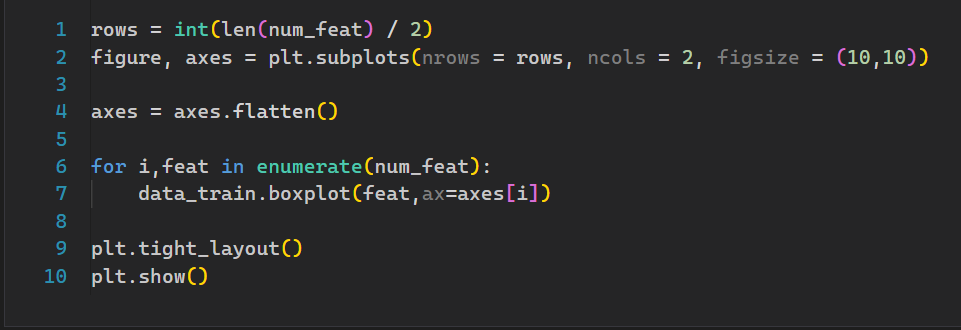 1 rows = int(len(num_feat) / 2)
2 figure, axes = plt.subplots(nrows = rows, ncols = 2, figsize = (10,10))
3
4 axes = axes.flatten()
5
6 for i,feat in enumerate(num_feat):
7     data_train.boxplot(feat,ax=axes[i])
8
9 plt.tight_layout()
10 plt.show()